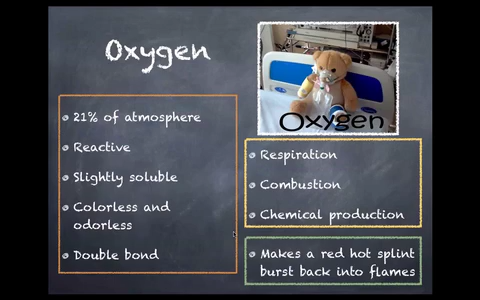 Oxygen
21% of atmosphere
Reactive
Slightly soluble
Colorless and
odorless
Double bond
Oxygen
Respiration
Combustion
Chemical production
Makes a red hot splint
burst back into flames